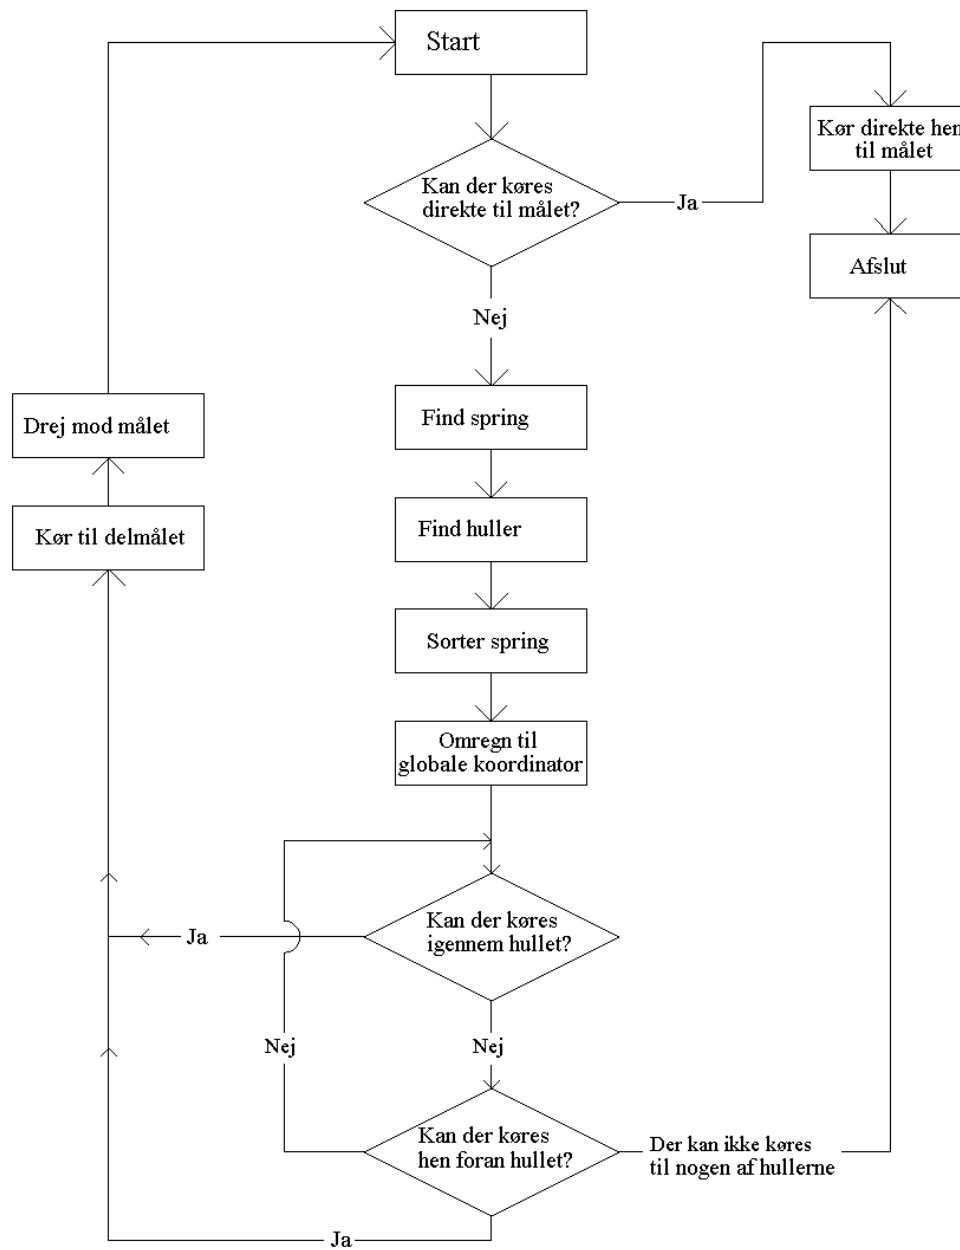 Start
Kan der køres
direkte til målet?
Ja
Kør direkte hen
til målet
Afslut
Nej
Find spring
Drej mod målet
Find huller
Kør til delmålet
Sorter spring
Omregn til
globale koordinator
Kan der køres
igennem hullet?
Ja
Nej
Nej
Kan der køres
hen foran hullet?
Der kan ikke køres
til nogen af hullerne
Ja